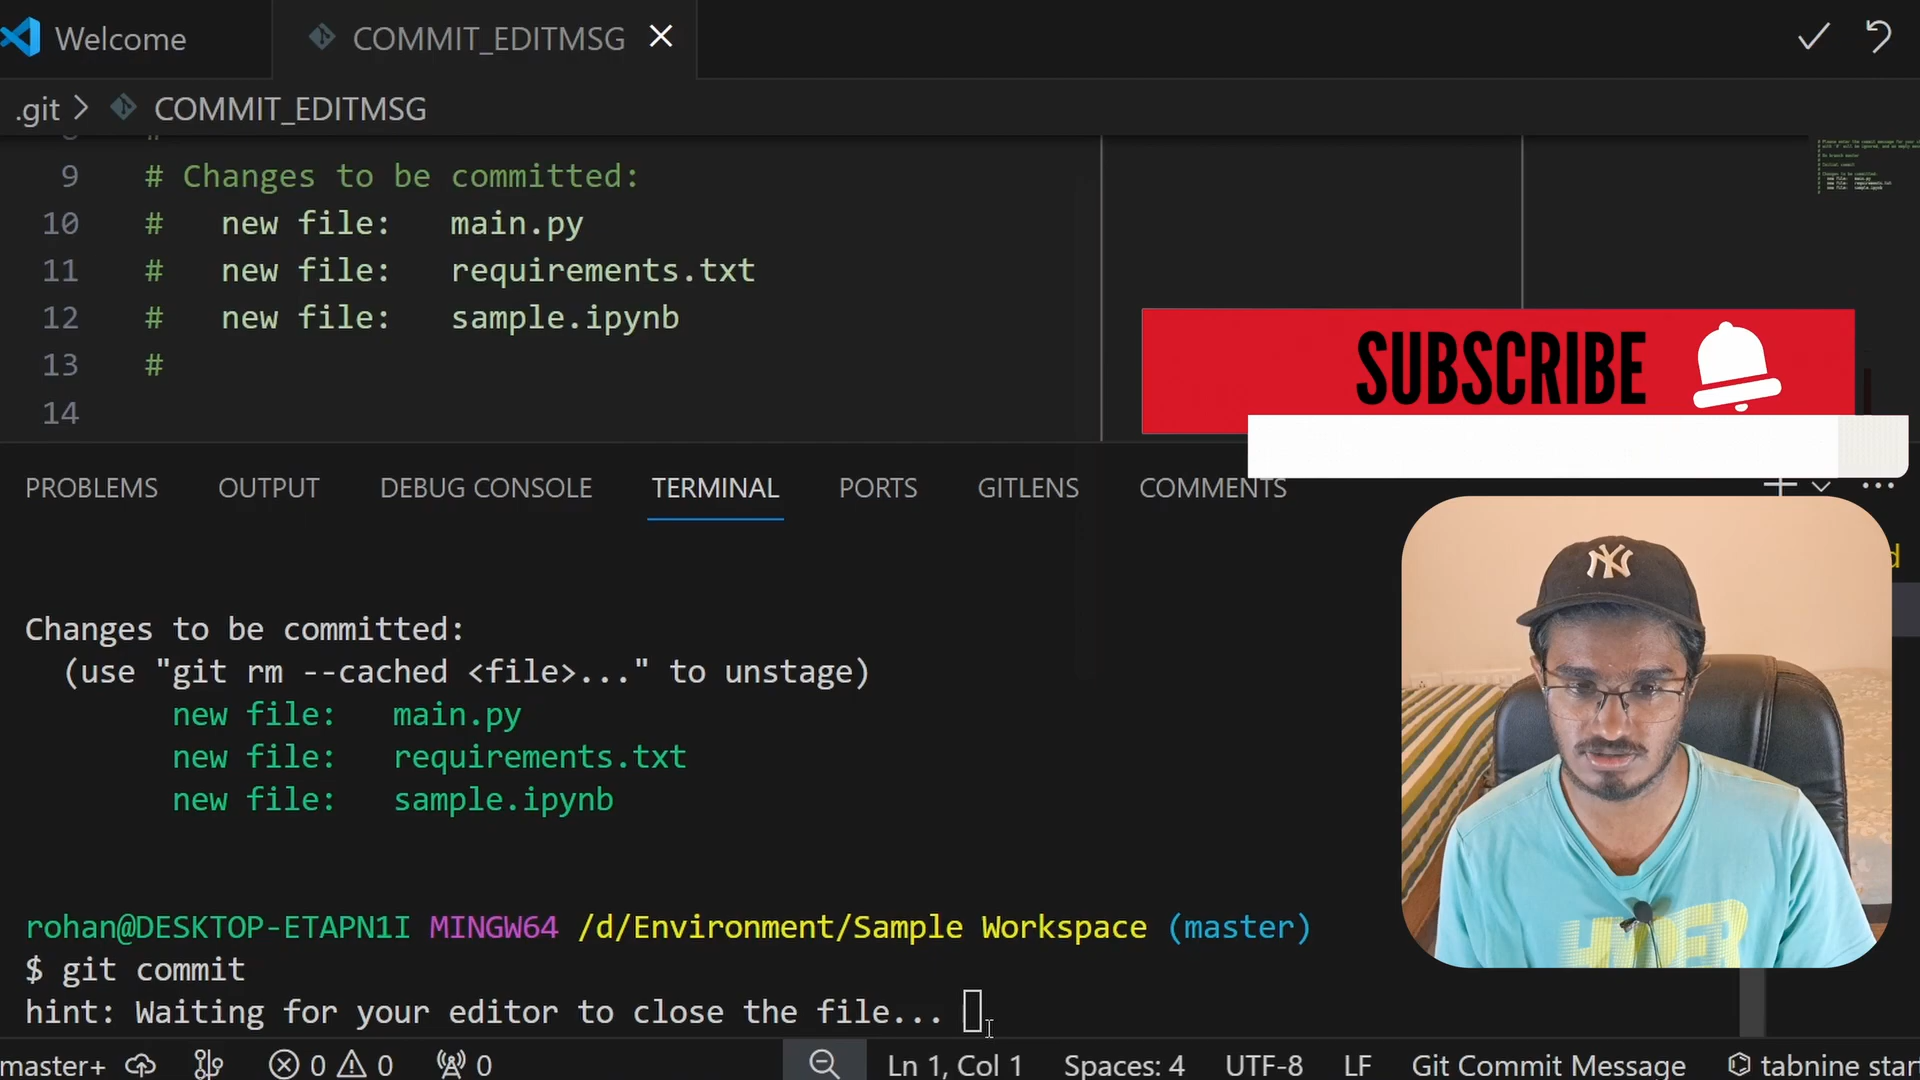 Welcome
COMMIT_EDITMSG
.git > COMMIT_EDITMSG
9 # Changes to be committed:
10 # new file: main.py
11 # new file: requirements.txt
12 # new file: sample.ipynb
13 #
14
SUBSCRIBE
PROBLEMS OUTPUT DEBUG CONSOLE TERMINAL PORTS GITLENS COMMENTS
Changes to be committed:
(use "git rm --cached <file>..." to unstage)
new file: main.py
new file: requirements.txt
new file: sample.ipynb
NY
rohan@DESKTOP-ETAPN1I MINGW64 /d/Environment/Sample Workspace (master)
$ git commit
hint: Waiting for your editor to close the file...
master+ 0 0 0 Ln 1, Col 1 Spaces: 4 UTF-8 LF Git Commit Message tabnine star